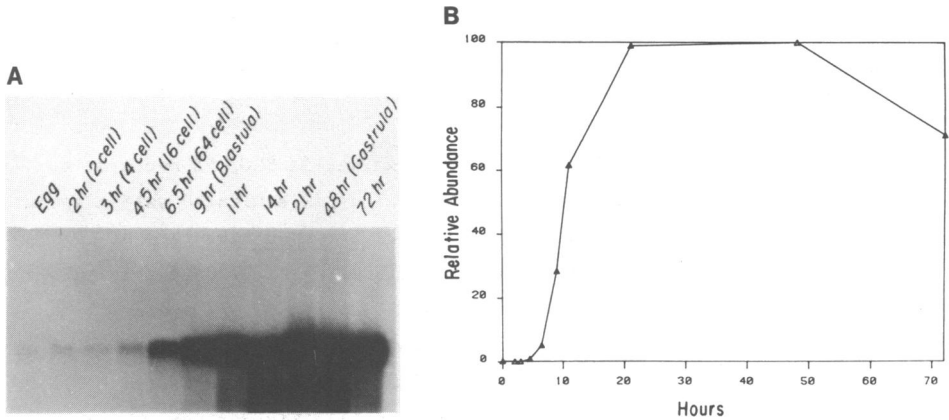 A
Egg
2 hr (2 cell)
3 hr (4 cell)
4.5 hr (16 cell)
6.5 hr (64 cell)
9 hr (Blastula)
11 hr
14 hr
21 hr
48 hr (Gastrula)
72 hr
B
Relative Abundance
100
80
60
40
20
0
0 10 20 30 40 50 60 70
Hours